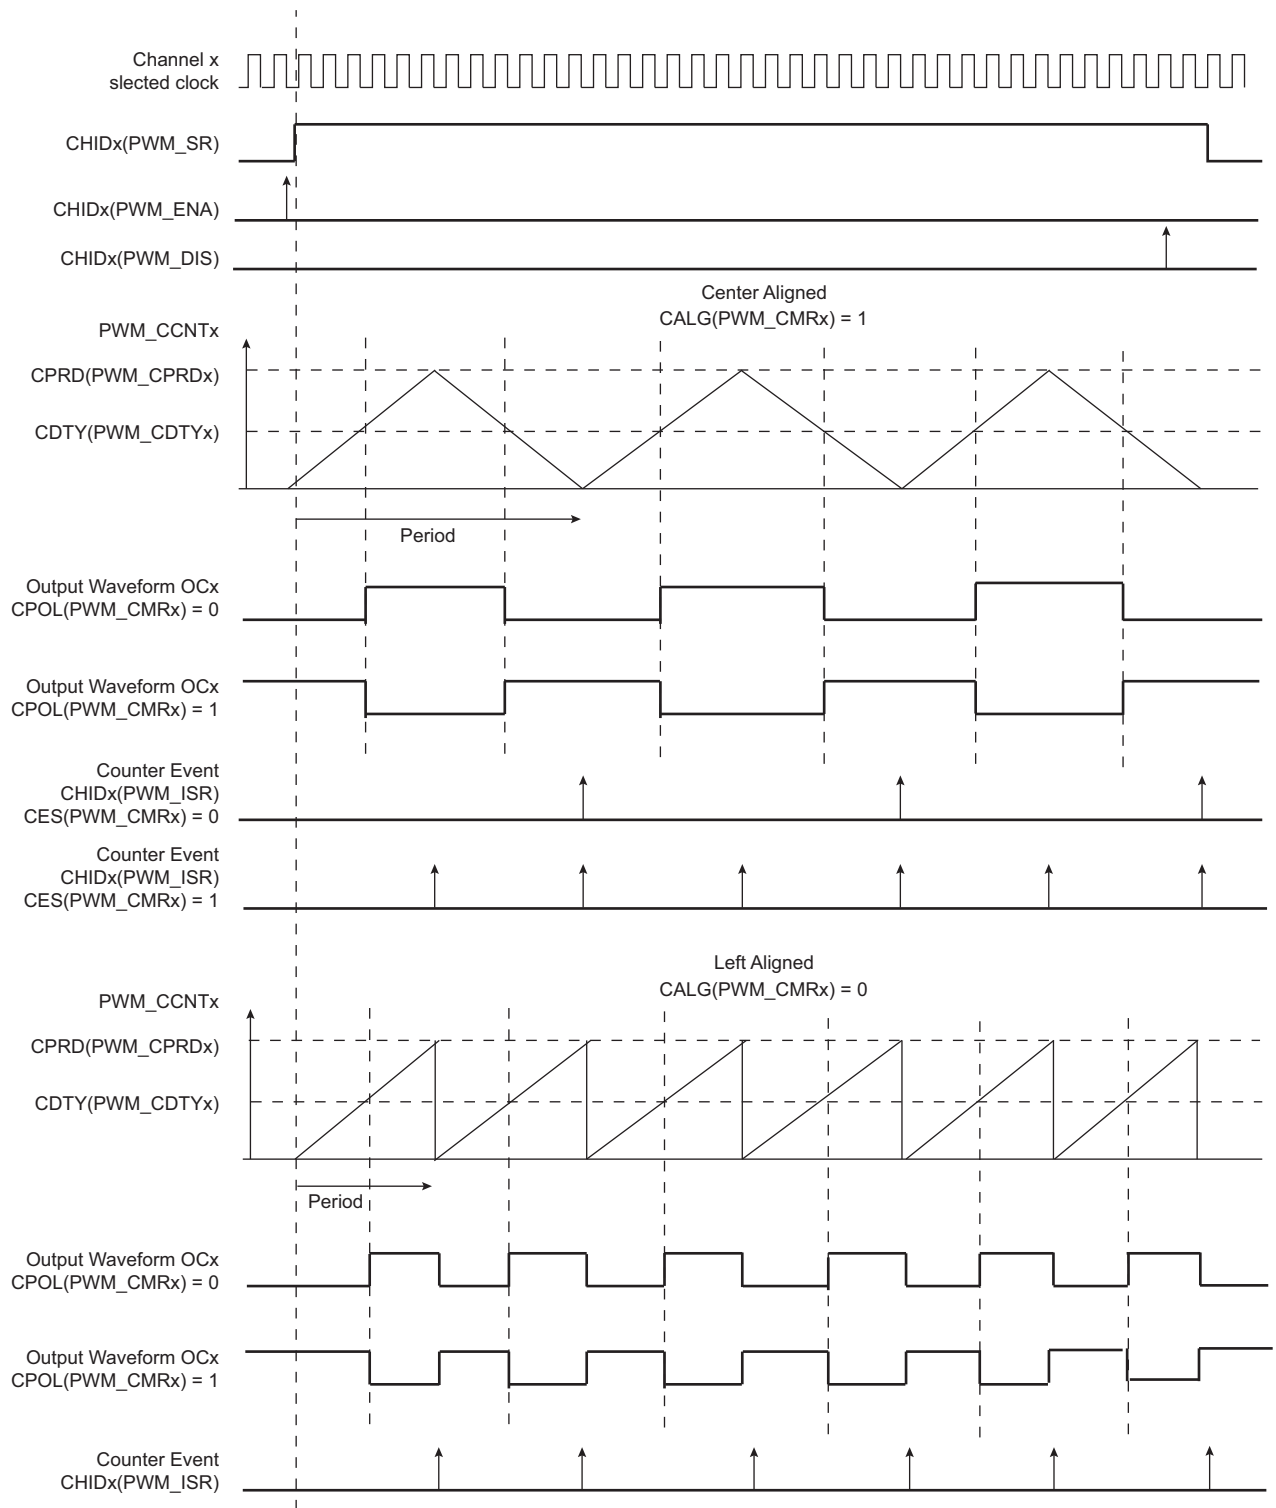 Channel x
slected clock
CHIDx(PWM_SR)
CHIDx(PWM_ENA)
CHIDx(PWM_DIS)
Center Aligned
CALG(PWM_CMRx) = 1
PWM_CCNTx
CPRD(PWM_CPRDx)
CDTY(PWM_CDTYx)
Period
Output Waveform OCx
CPOL(PWM_CMRx) = 0
Output Waveform OCx
CPOL(PWM_CMRx) = 1
Counter Event
CHIDx(PWM_ISR)
CES(PWM_CMRx) = 0
Counter Event
CHIDx(PWM_ISR)
CES(PWM_CMRx) = 1
Left Aligned
CALG(PWM_CMRx) = 0
PWM_CCNTx
CPRD(PWM_CPRDx)
CDTY(PWM_CDTYx)
Period
Output Waveform OCx
CPOL(PWM_CMRx) = 0
Output Waveform OCx
CPOL(PWM_CMRx) = 1
Counter Event
CHIDx(PWM_ISR)